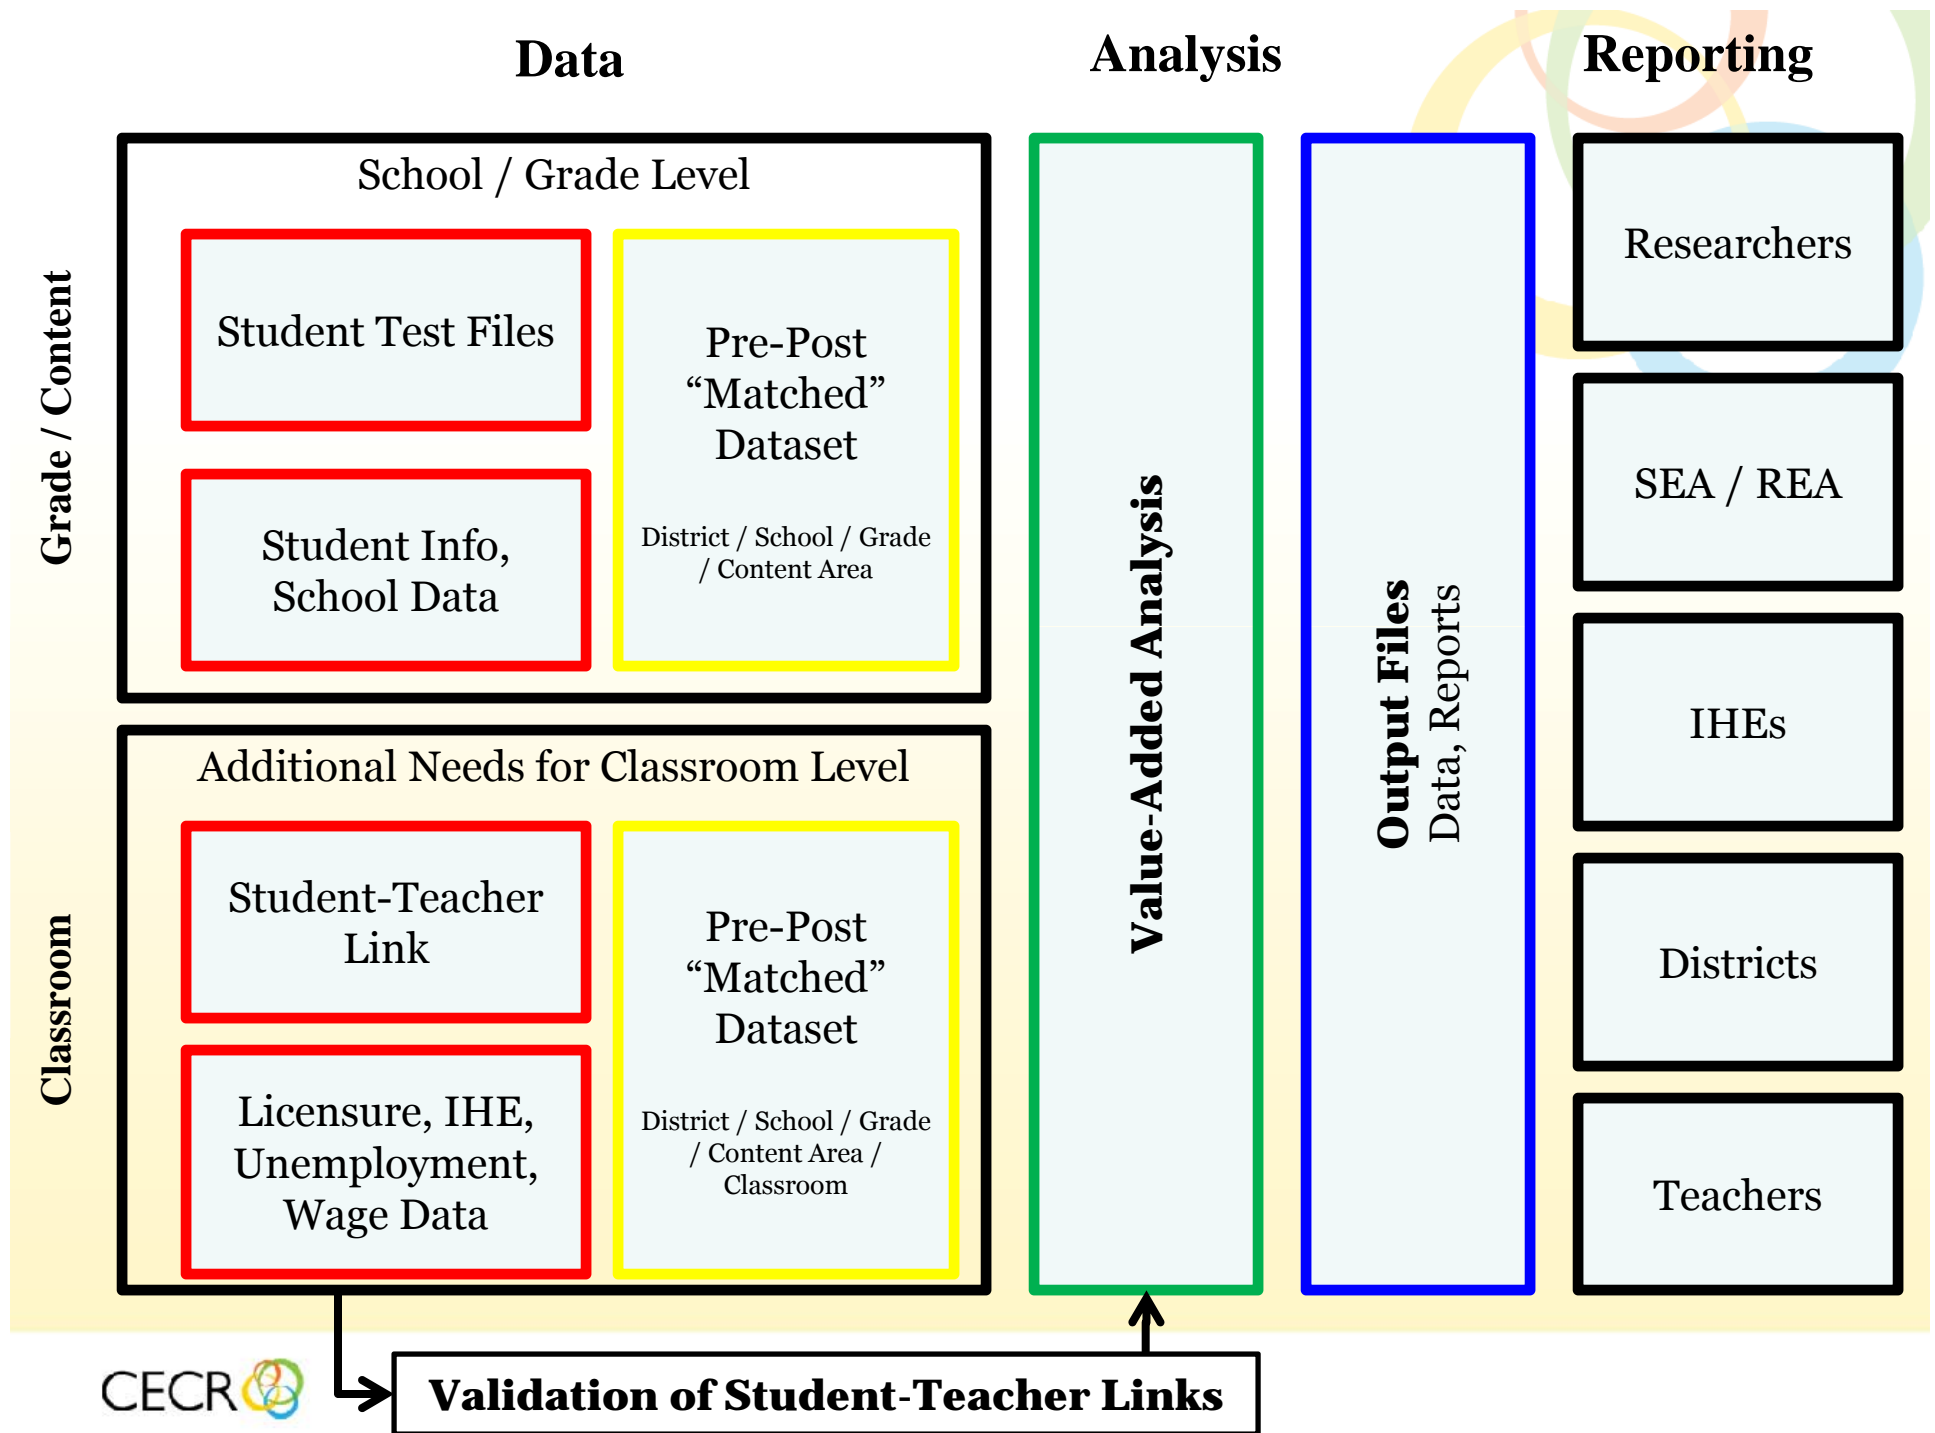 Data
Analysis
Reporting
Grade / Content
School / Grade Level
Student Test Files
Student Info,
School Data
Pre-Post
“Matched”
Dataset
District / School / Grade
/ Content Area
Classroom
Additional Needs for Classroom Level
Student-Teacher
Link
Licensure, IHE,
Unemployment,
Wage Data
Pre-Post
“Matched”
Dataset
District / School / Grade
/ Content Area /
Classroom
Value-Added Analysis
Output Files
Data, Reports
Researchers
SEA / REA
IHEs
Districts
Teachers
CECR
Validation of Student-Teacher Links